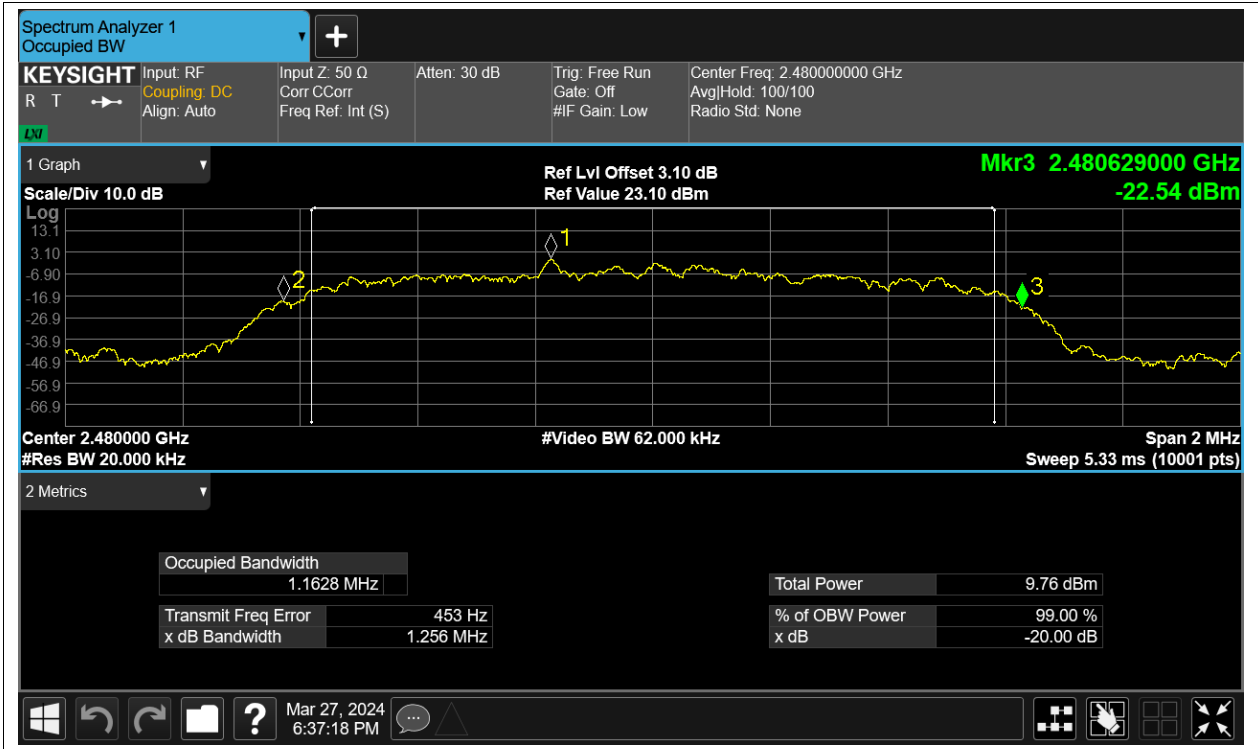 Spectrum Analyzer 1
Occupied BW
+
KEYSIGHT
R T
LXI
Input: RF
Coupling: DC
Align: Auto
Input Z: 50 Ω
Corr CCorr
Freq Ref: Int (S)
Atten: 30 dB
Trig: Free Run
Gate: Off
#IF Gain: Low
Center Freq: 2.480000000 GHz
Avg|Hold: 100/100
Radio Std: None
1 Graph
Scale/Div 10.0 dB
Ref Lvl Offset 3.10 dB
Ref Value 23.10 dBm
Mkr3 2.480629000 GHz
-22.54 dBm
Log
13.1
3.10
-6.90
-16.9
-26.9
-36.9
-46.9
-56.9
-66.9
1
2
3
Center 2.480000 GHz
#Video BW 62.000 kHz
Span 2 MHz
#Res BW 20.000 kHz
Sweep 5.33 ms (10001 pts)
2 Metrics
Occupied Bandwidth
1.1628 MHz
Total Power 9.76 dBm
Transmit Freq Error 453 Hz
% of OBW Power 99.00 %
x dB Bandwidth 1.256 MHz
x dB -20.00 dB
?
Mar 27, 2024
6:37:18 PM